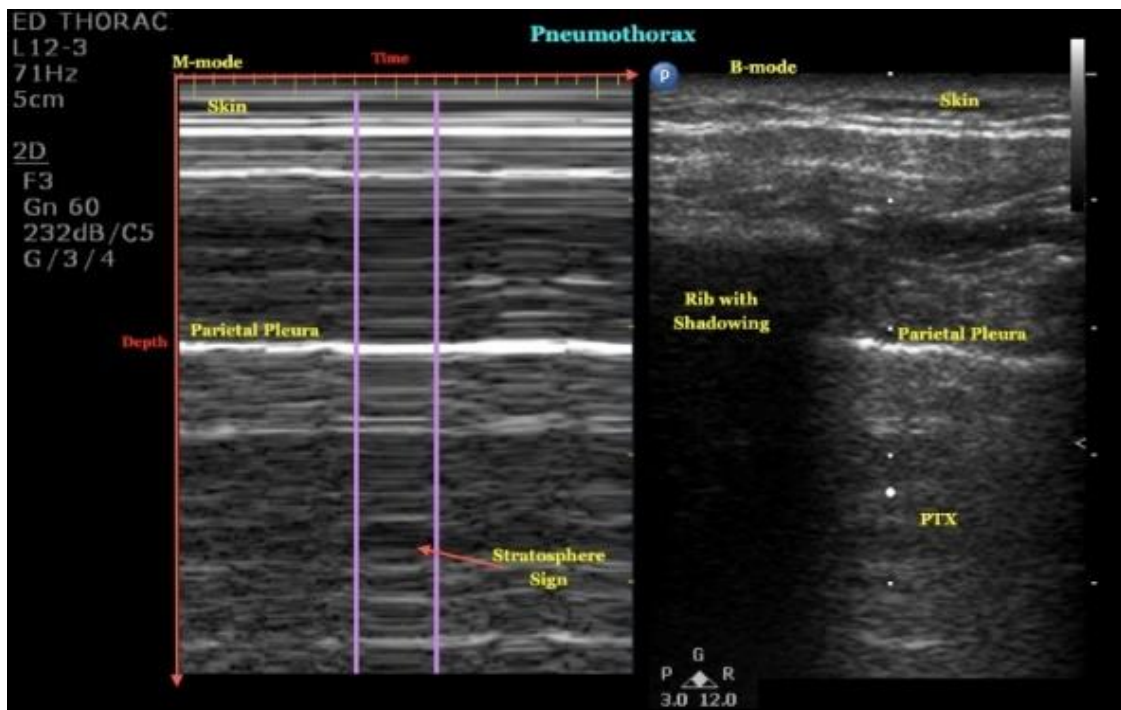 ED THORAC
L12-3
71Hz
5cm
2D
F3
Gn 60
232dB/C5
G/3/4
Pneumothorax
M-mode
Time
Skin
Parietal Pleura
Depth
Stratosphere
Sign
P
B-mode
Skin
Rib with
Shadowing
Parietal Pleura
PTX
G
P R
3.0 12.0